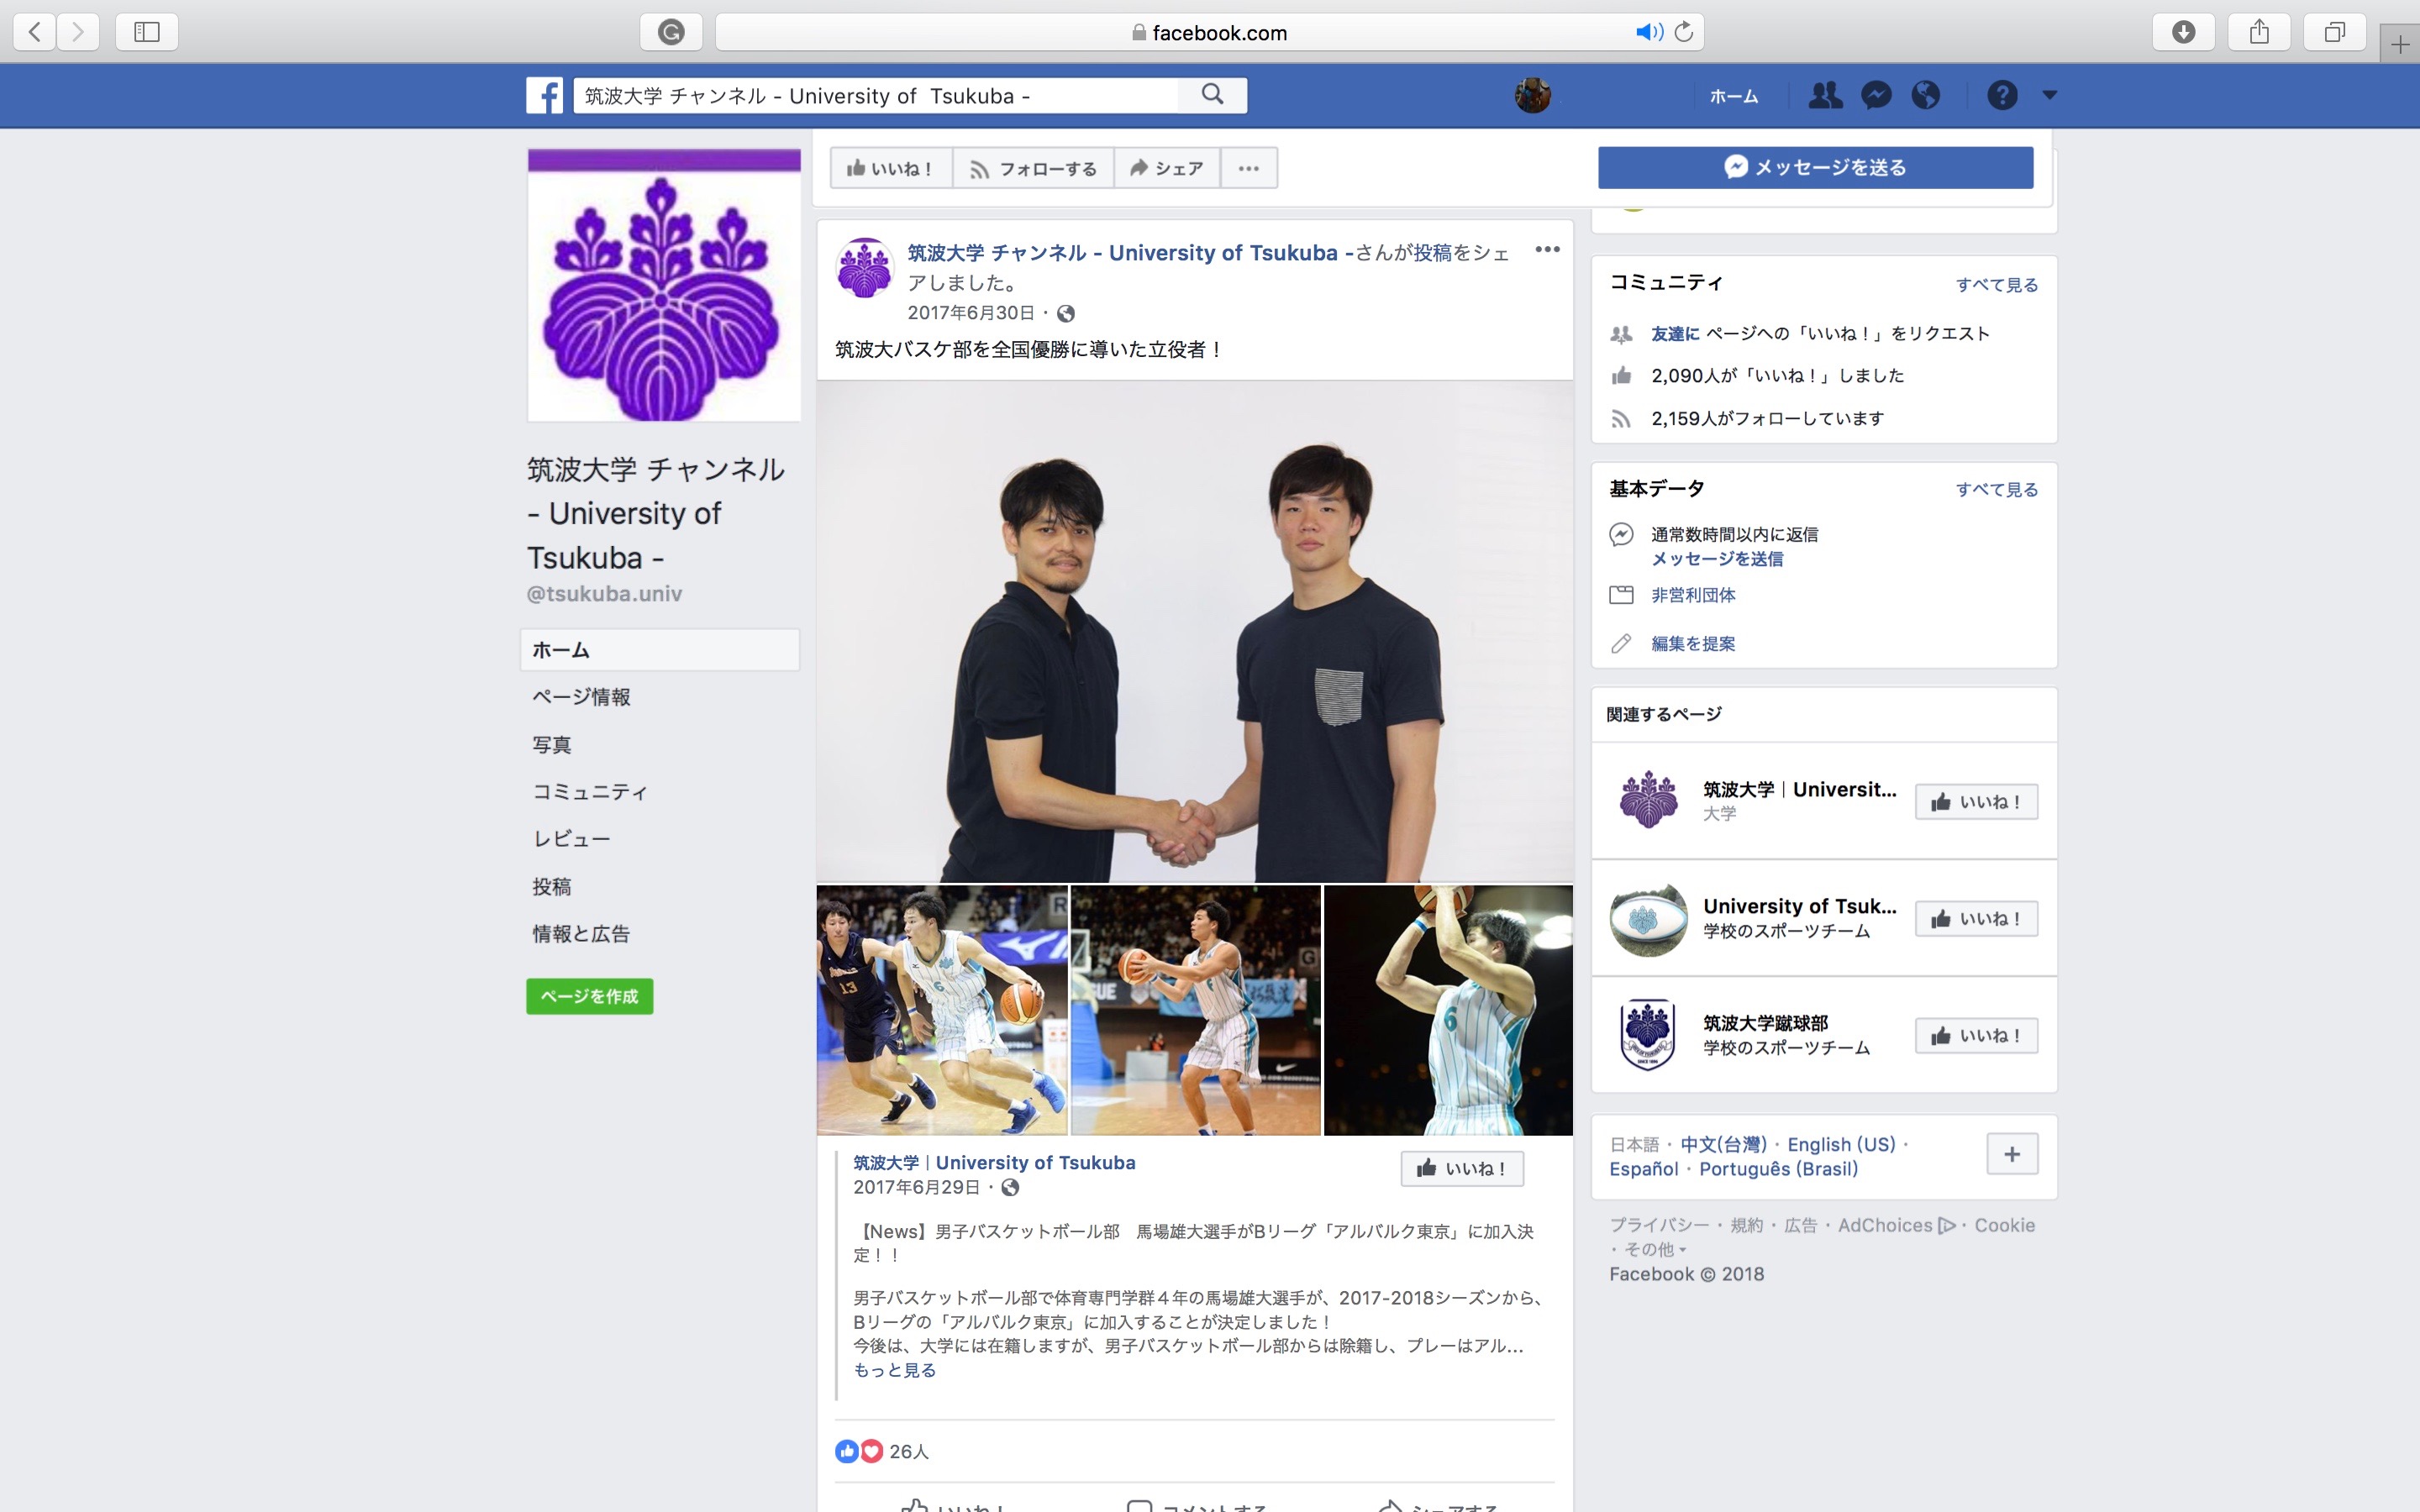 facebook.com
筑波大学 チャンネル - University of  Tsukuba -
ホーム
いいね！
フォローする
シェア
メッセージを送る
筑波大学 チャンネル
- University of
Tsukuba -
@tsukuba.univ
ホーム
ページ情報
写真
コミュニティ
レビュー
投稿
情報と広告
ページを作成
筑波大学 チャンネル - University of Tsukuba -さんが投稿をシェ
アしました。
2017年6月30日 ·
筑波大バスケ部を全国優勝に導いた立役者！
13
6
R
G
6
筑波大学 | University of Tsukuba
いいね！
2017年6月29日 ·
【News】男子バスケットボール部　馬場雄大選手がBリーグ「アルバルク東京」に加入決
定！！
男子バスケットボール部で体育専門学群４年の馬場雄大選手が、2017-2018シーズンから、
Bリーグの「アルバルク東京」に加入することが決定しました！
今後は、大学には在籍しますが、男子バスケットボール部からは除籍し、プレーはアル...
もっと見る
26人
いいね！
コメントする
シェアする
コミュニティ
すべて見る
友達に ページへの「いいね！」をリクエスト
2,090人が「いいね！」しました
2,159人がフォローしています
基本データ
すべて見る
通常数時間以内に返信
メッセージを送信
非営利団体
編集を提案
関連するページ
筑波大学 | Universit...
大学
いいね！
University of Tsuk...
学校のスポーツチーム
いいね！
筑波大学蹴球部
学校のスポーツチーム
いいね！
日本語 · 中文(台灣) · English (US) ·
Español · Português (Brasil)
プライバシー · 規約 · 広告 · AdChoices · Cookie
· その他
Facebook © 2018